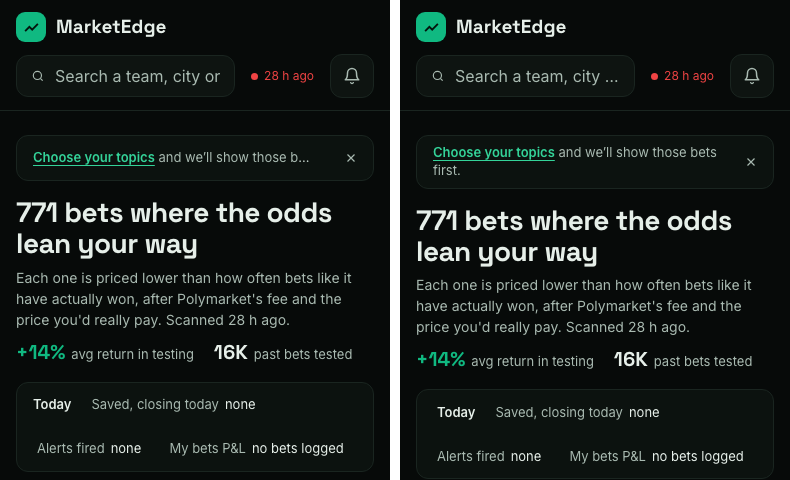 MarketEdge
Search a team, city or
28 h ago
Choose your topics and we'll show those b...
771 bets where the odds
lean your way
Each one is priced lower than how often bets like it
have actually won, after Polymarket's fee and the
price you'd really pay. Scanned 28 h ago.
+14% avg return in testing 16K past bets tested
Today Saved, closing today none
Alerts fired none My bets P&L no bets logged
MarketEdge
Search a team, city ...
28 h ago
Choose your topics and we'll show those bets
first.
771 bets where the odds
lean your way
Each one is priced lower than how often bets like it
have actually won, after Polymarket's fee and the
price you'd really pay. Scanned 28 h ago.
+14% avg return in testing 16K past bets tested
Today Saved, closing today none
Alerts fired none My bets P&L no bets logged